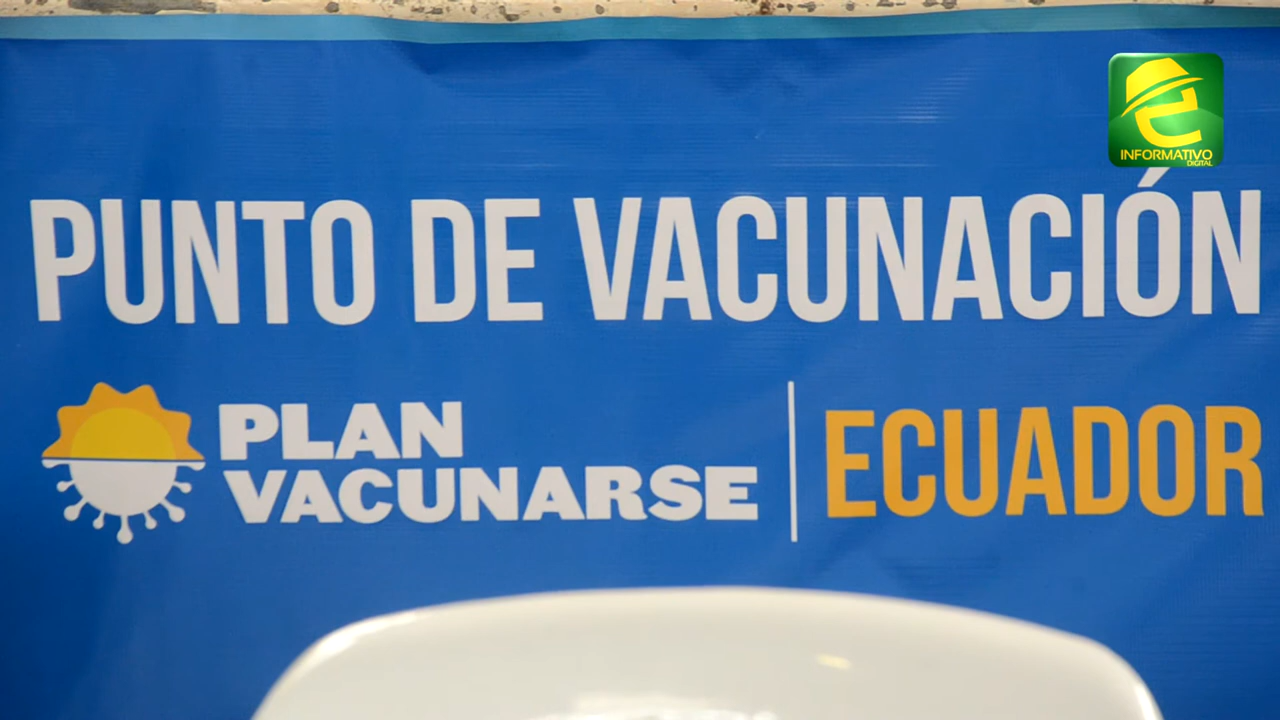 INFORMATIVO
DIGITAL
PUNTO DE VACUNACIÓN
PLAN
VACUNARSE
ECUADOR